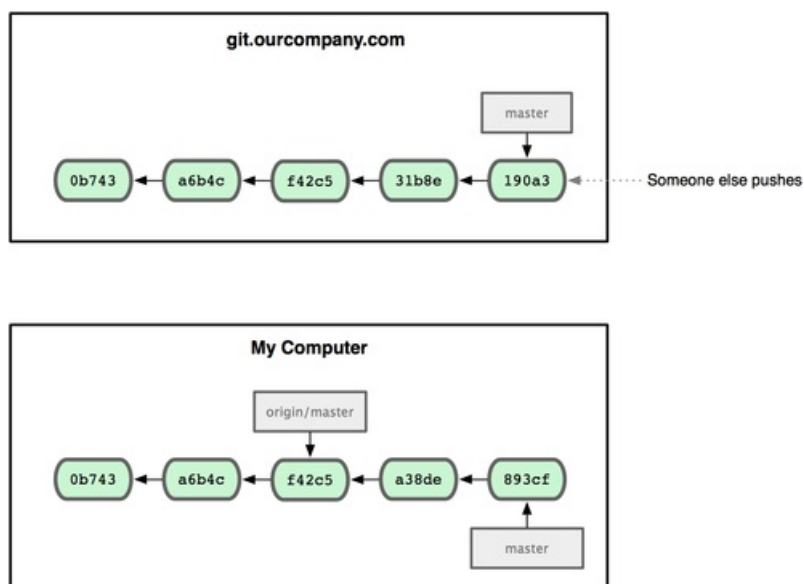 git.ourcompany.com
master
0b743 a6b4c f42c5 31b8e 190a3 Someone else pushes
My Computer
origin/master
0b743 a6b4c f42c5 a38de 893cf
master